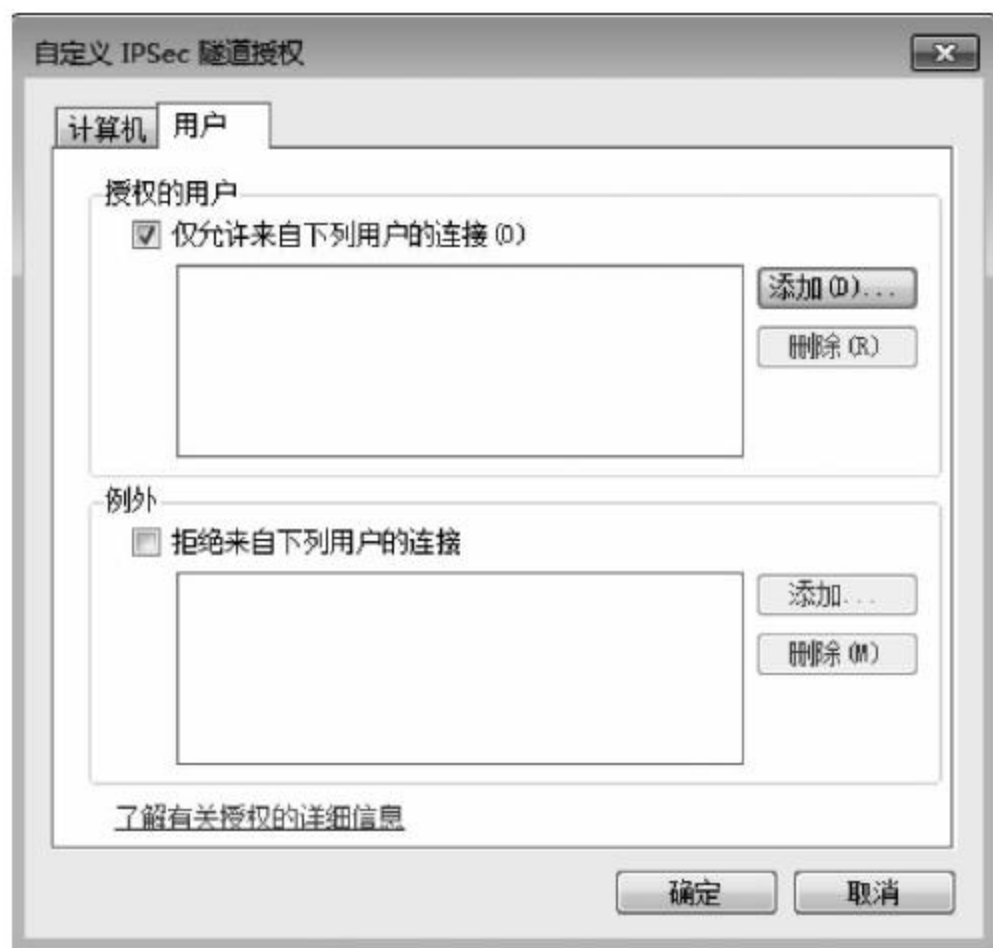 自定义 IPSec 隧道授权
计算机
用户
授权的用户
仅允许来自下列用户的连接(O)
添加(D)...
删除(R)
例外
拒绝来自下列用户的连接
添加...
删除(M)
了解有关授权的详细信息
确定
取消